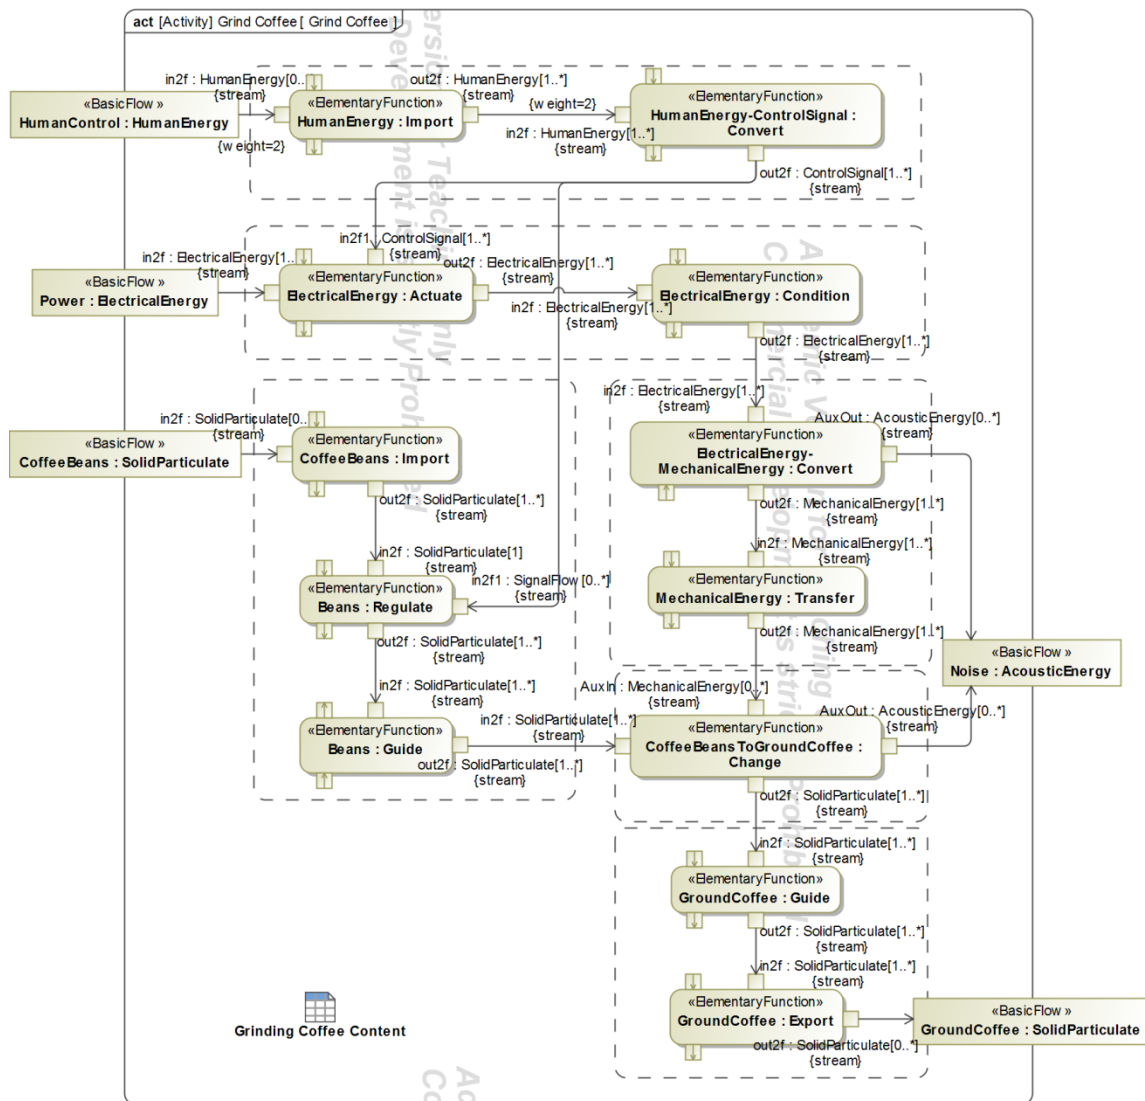 act [Activity] Grind Coffee [ Grind Coffee ]
in2f : HumanEnergy[0..
{stream}
out2f : HumanEnergy[1..*]
{stream}
«BasicFlow»
HumanControl : HumanEnergy
{weight=2}
«ElementaryFunction»
HumanEnergy : Import
{weight=2}
in2f : HumanEnergy[1..*]
{stream}
«ElementaryFunction»
HumanEnergy-ControlSignal :
Convert
out2f : ControlSignal[1..*]
{stream}
in2f1 : ControlSignal[1..*]
{stream}
in2f : ElectricalEnergy[1..
{stream}
out2f : ElectricalEnergy[1..*]
{stream}
«BasicFlow»
Power : ElectricalEnergy
«ElementaryFunction»
ElectricalEnergy : Actuate
in2f : ElectricalEnergy[1..*]
{stream}
«ElementaryFunction»
ElectricalEnergy : Condition
out2f : ElectricalEnergy[1..*]
{stream}
in2f : ElectricalEnergy[1..*]
{stream}
in2f : SolidParticulate[0..
{stream}
«BasicFlow»
CoffeeBeans : SolidParticulate
«ElementaryFunction»
CoffeeBeans : Import
«ElementaryFunction»
ElectricalEnergy-
MechanicalEnergy : Convert
AuxOut : AcousticEnergy[0..*]
{stream}
out2f : SolidParticulate[1..*]
{stream}
out2f : MechanicalEnergy[1..*]
{stream}
in2f : SolidParticulate[1]
{stream}
in2f : MechanicalEnergy[1..*]
{stream}
«ElementaryFunction»
Beans : Regulate
in2f1 : SignalFlow[0..*]
{stream}
«ElementaryFunction»
MechanicalEnergy : Transfer
out2f : SolidParticulate[1..*]
{stream}
out2f : MechanicalEnergy[1..*]
{stream}
«BasicFlow»
Noise : AcousticEnergy
in2f : SolidParticulate[1..*]
{stream}
AuxIn : MechanicalEnergy[0..*]
{stream}
«ElementaryFunction»
Beans : Guide
in2f : SolidParticulate[1..*]
{stream}
out2f : SolidParticulate[1..*]
{stream}
«ElementaryFunction»
CoffeeBeansToGroundCoffee :
Change
AuxOut : AcousticEnergy[0..*]
{stream}
out2f : SolidParticulate[1..*]
{stream}
in2f : SolidParticulate[1..*]
{stream}
«ElementaryFunction»
GroundCoffee : Guide
out2f : SolidParticulate[1..*]
{stream}
in2f : SolidParticulate[1..*]
{stream}
«ElementaryFunction»
GroundCoffee : Export
out2f : SolidParticulate[0..*]
{stream}
«BasicFlow»
GroundCoffee : SolidParticulate
Grinding Coffee Content